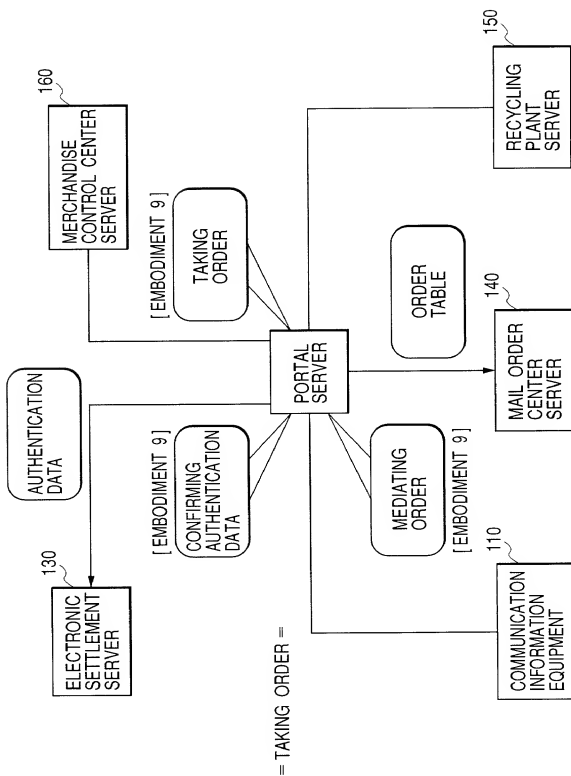 = TAKING ORDER =
AUTHENTICATION
DATA
130
ELECTRONIC
SETTLEMENT
SERVER
160
MERCHANDISE
CONTROL CENTER
SERVER
[ EMBODIMENT 9 ]
CONFIRMING
AUTHENTICATION
DATA
[ EMBODIMENT 9 ]
TAKING
ORDER
PORTAL
SERVER
MEDIATING
ORDER
[ EMBODIMENT 9 ]
ORDER
TABLE
110
COMMUNICATION
INFORMATION
EQUIPMENT
140
MAIL ORDER
CENTER
SERVER
150
RECYCLING
PLANT
SERVER